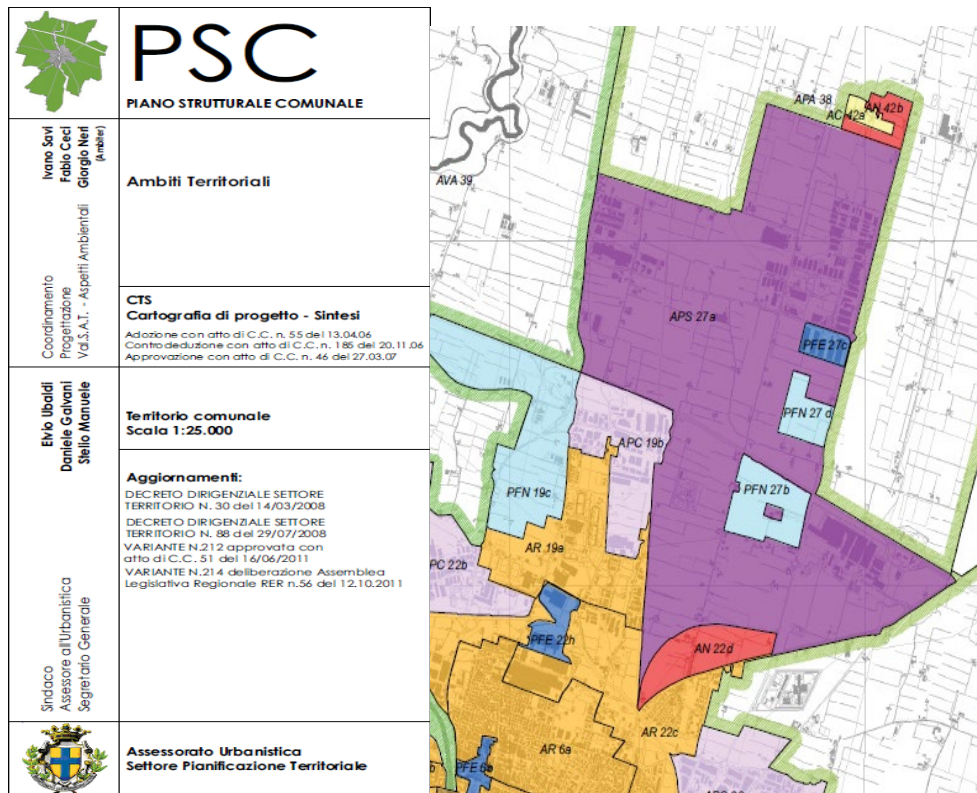 PSC
PIANO STRUTTURALE COMUNALE
Ivano Savi
Fabio Ceci
Giorgio Neri
(Ambiter)
Coordinamento
Progettazione
Val.S.A.T. - Aspetti Ambientali
Ambiti Territoriali
CTS
Cartografia di progetto - Sintesi
Adozione con atto di C.C. n. 55 del 13.04.06
Controdeduzione con atto di C.C. n. 185 del 20.11.06
Approvazione con atto di C.C. n. 46 del 27.03.07
Elvio Ubaldi
Daniele Galvani
Stelio Manuele
Sindaco
Assessore all'Urbanistica
Segretario Generale
Territorio comunale
Scala 1:25.000
Aggiornamenti:
DECRETO DIRIGENZIALE SETTORE
TERRITORIO N. 30 del 14/03/2008
DECRETO DIRIGENZIALE SETTORE
TERRITORIO N. 88 del 29/07/2008
VARIANTE N.212 approvata con
atto di C.C. 51 del 16/06/2011
VARIANTE N.214 deliberazione Assemblea
Legislativa Regionale RER n.56 del 12.10.2011
Assessorato Urbanistica
Settore Pianificazione Territoriale
APA 38
AN 42b
AC 42a
AVA 39
APS 27a
PFE 27c
PFN 27 d
APC 19b
PFN 19c
PFN 27b
AR 19a
PC 22b
PFE 22h
AN 22d
AR 22c
AR 6a
PFE 6b